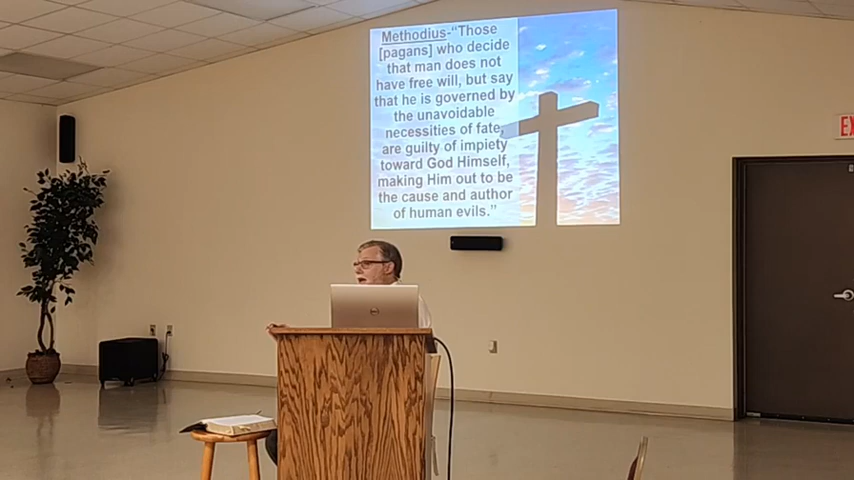 Methodius-“Those
[pagans] who decide
that man does not
have free will, but say
that he is governed by
the unavoidable
necessities of fate,
are guilty of impiety
toward God Himself,
making Him out to be
the cause and author
of human evils.”
EX
DELL